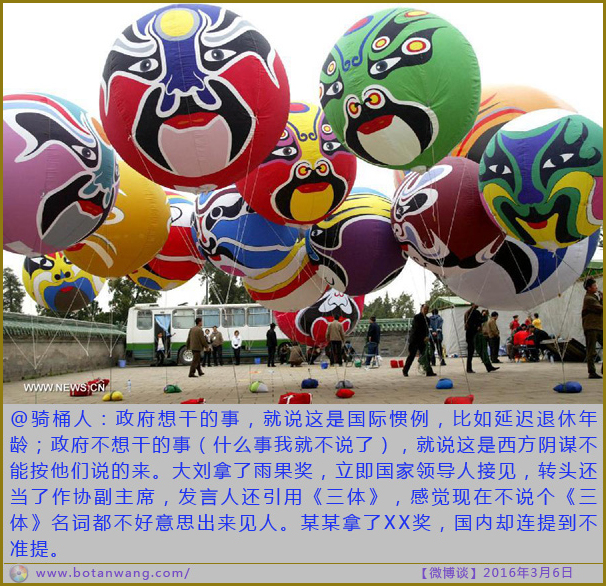 WWW.NEWS.CN
@骑桶人：政府想干的事，就说这是国际惯例，比如延迟退休年
龄；政府不想干的事（什么事我就不说了），就说这是西方阴谋不
能按他们说的来。大刘拿了雨果奖，立即国家领导人接见，转头还
当了作协副主席，发言人还引用《三体》，感觉现在不说个《三
体》名词都不好意思出来见人。某某拿了XX奖，国内却连提到不
准提。
www.botanwang.com/
【微博谈】2016年3月6日